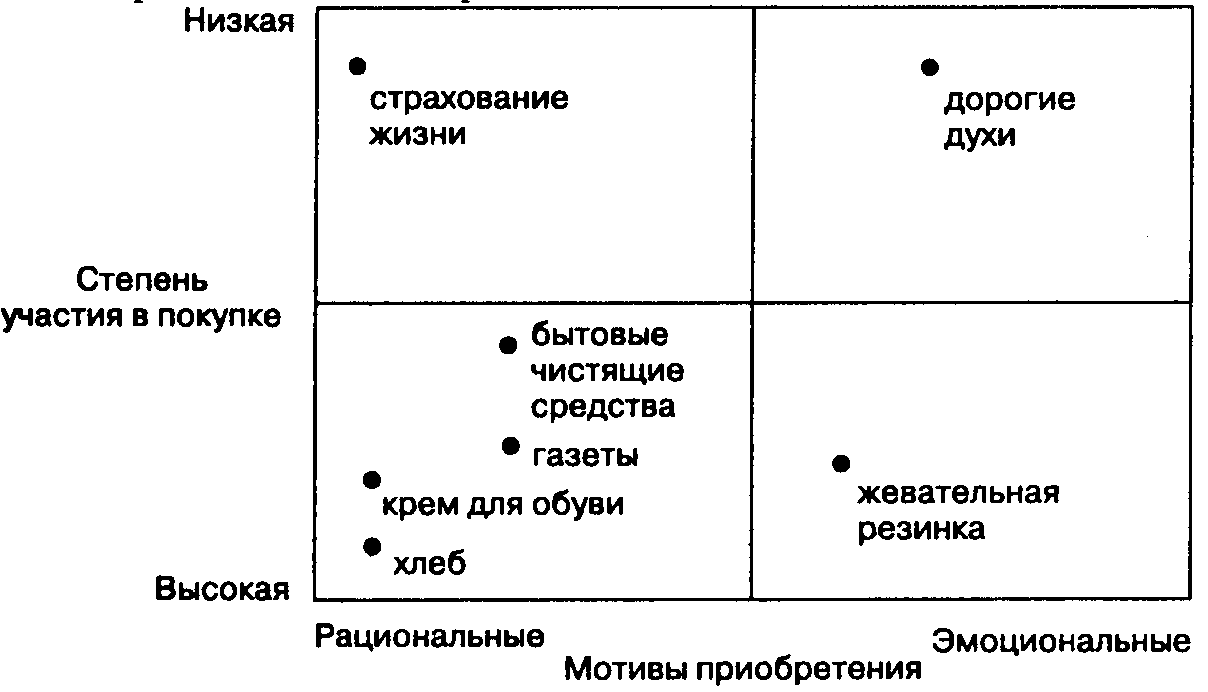 Низкая
страхование
жизни
дорогие
духи
Степень
участия в покупке
бытовые
чистящие
средства
газеты
крем для обуви
хлеб
жевательная
резинка
Высокая
Рациональные
Эмоциональные
Мотивы приобретения